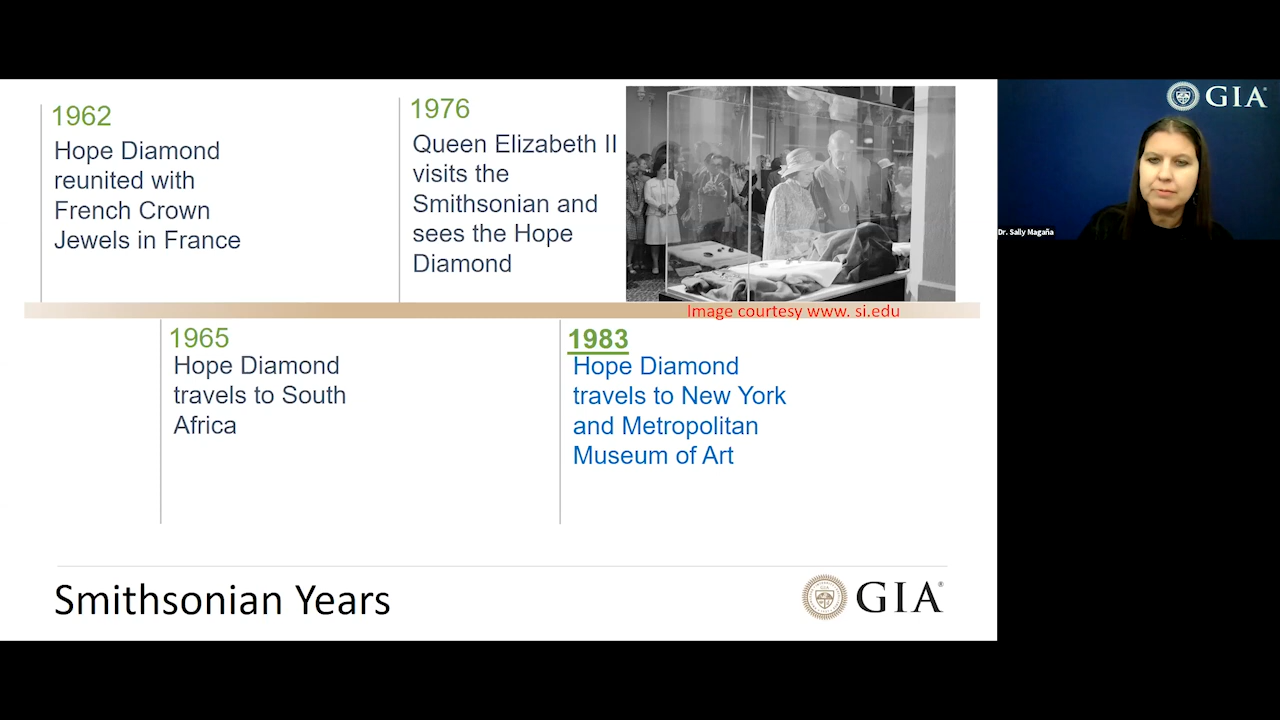 1962
Hope Diamond
reunited with
French Crown
Jewels in France
1976
Queen Elizabeth II
visits the
Smithsonian and
sees the Hope
Diamond
Image courtesy www. si.edu
1965
Hope Diamond
travels to South
Africa
1983
Hope Diamond
travels to New York
and Metropolitan
Museum of Art
Smithsonian Years
GIA®
GIA®
Dr. Sally Magaña